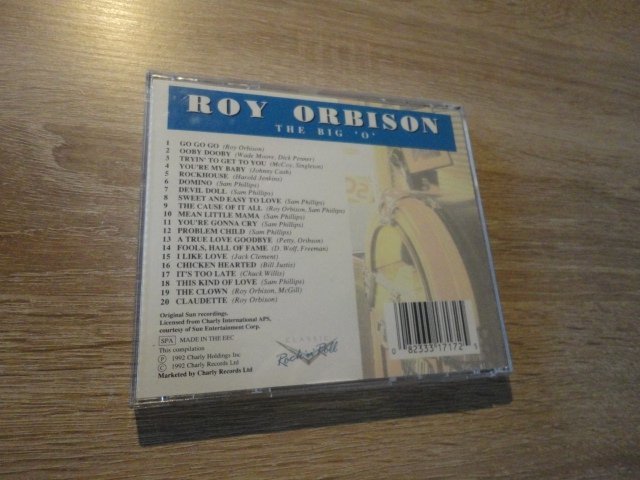 ROY ORBISON
THE BIG 'O'
1 GO GO GO (Roy Orbison)
2 OOBY DOOBY (Wade Moore, Dick Penner)
3 TRYIN' TO GET TO YOU (McCoy, Singleton)
4 YOU'RE MY BABY (Johnny Cash)
5 ROCKHOUSE (Harold Jenkins)
6 DOMINO (Sam Phillips)
7 DEVIL DOLL (Sam Phillips)
8 SWEET AND EASY TO LOVE (Sam Phillips)
9 THE CAUSE OF IT ALL (Roy Orbison, Sam Phillips)
10 MEAN LITTLE MAMA (Sam Phillips)
11 YOU'RE GONNA CRY (Sam Phillips)
12 PROBLEM CHILD (Sam Phillips)
13 A TRUE LOVE GOODBYE (Petty, Orbison)
14 FOOLS, HALL OF FAME (D. Wolf, Freeman)
15 I LIKE LOVE (Jack Clement)
16 CHICKEN HEARTED (Bill Justis)
17 IT'S TOO LATE (Chuck Willis)
18 THIS KIND OF LOVE (Sam Phillips)
19 THE CLOWN (Roy Orbison, McGill)
20 CLAUDETTE (Roy Orbison)
Original Sun recordings.
Licensed from Charly International APS,
courtesy of Sun Entertainment Corp.
SPA MADE IN THE EEC
This compilation
Ⓟ 1992 Charly Holdings Inc
© 1992 Charly Records Ltd
Marketed by Charly Records Ltd
CLASSIC
Rock 'n' Roll
0 82333 17172 1